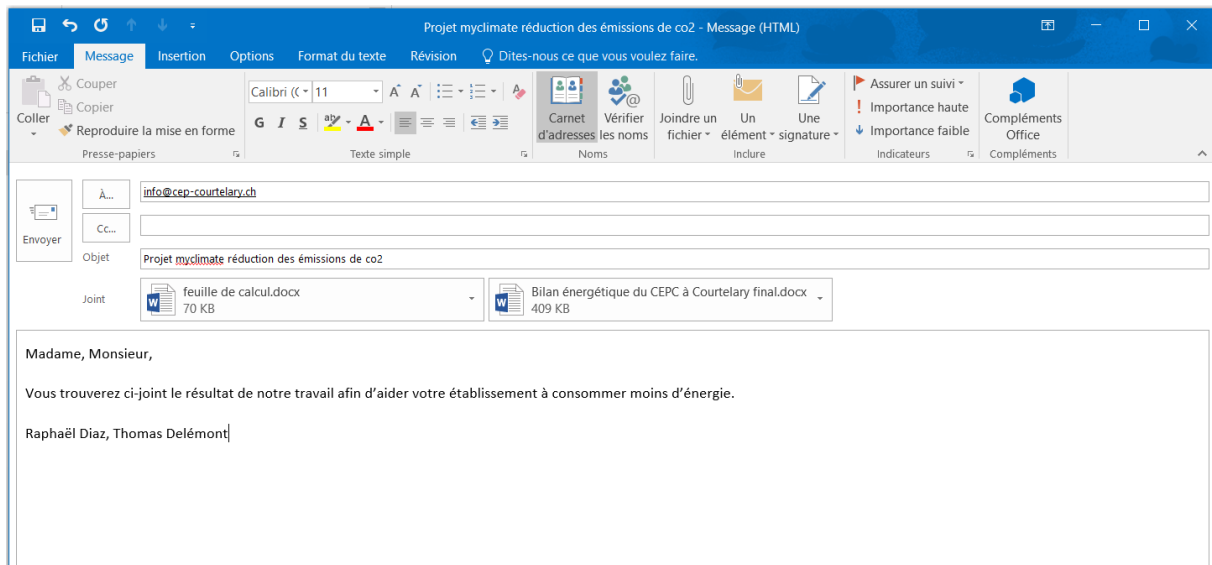 Projet myclimate réduction des émissions de co2 - Message (HTML)
Fichier Message Insertion Options Format du texte Révision Dites-nous ce que vous voulez faire.
Coller
Couper
Copier
Reproduire la mise en forme
Presse-papiers
Calibri (C 11
G I S
Texte simple
Carnet d'adresses
Vérifier les noms
Noms
Joindre un fichier
Un élément
Une signature
Inclure
Assurer un suivi
Importance haute
Importance faible
Indicateurs
Compléments Office
Compléments
Envoyer
À... info@cep-courtelary.ch
Cc...
Objet Projet myclimate réduction des émissions de co2
Joint
feuille de calcul.docx
70 KB
Bilan énergétique du CEPC à Courtelary final.docx
409 KB
Madame, Monsieur,
Vous trouverez ci-joint le résultat de notre travail afin d'aider votre établissement à consommer moins d'énergie.
Raphaël Diaz, Thomas Delémont